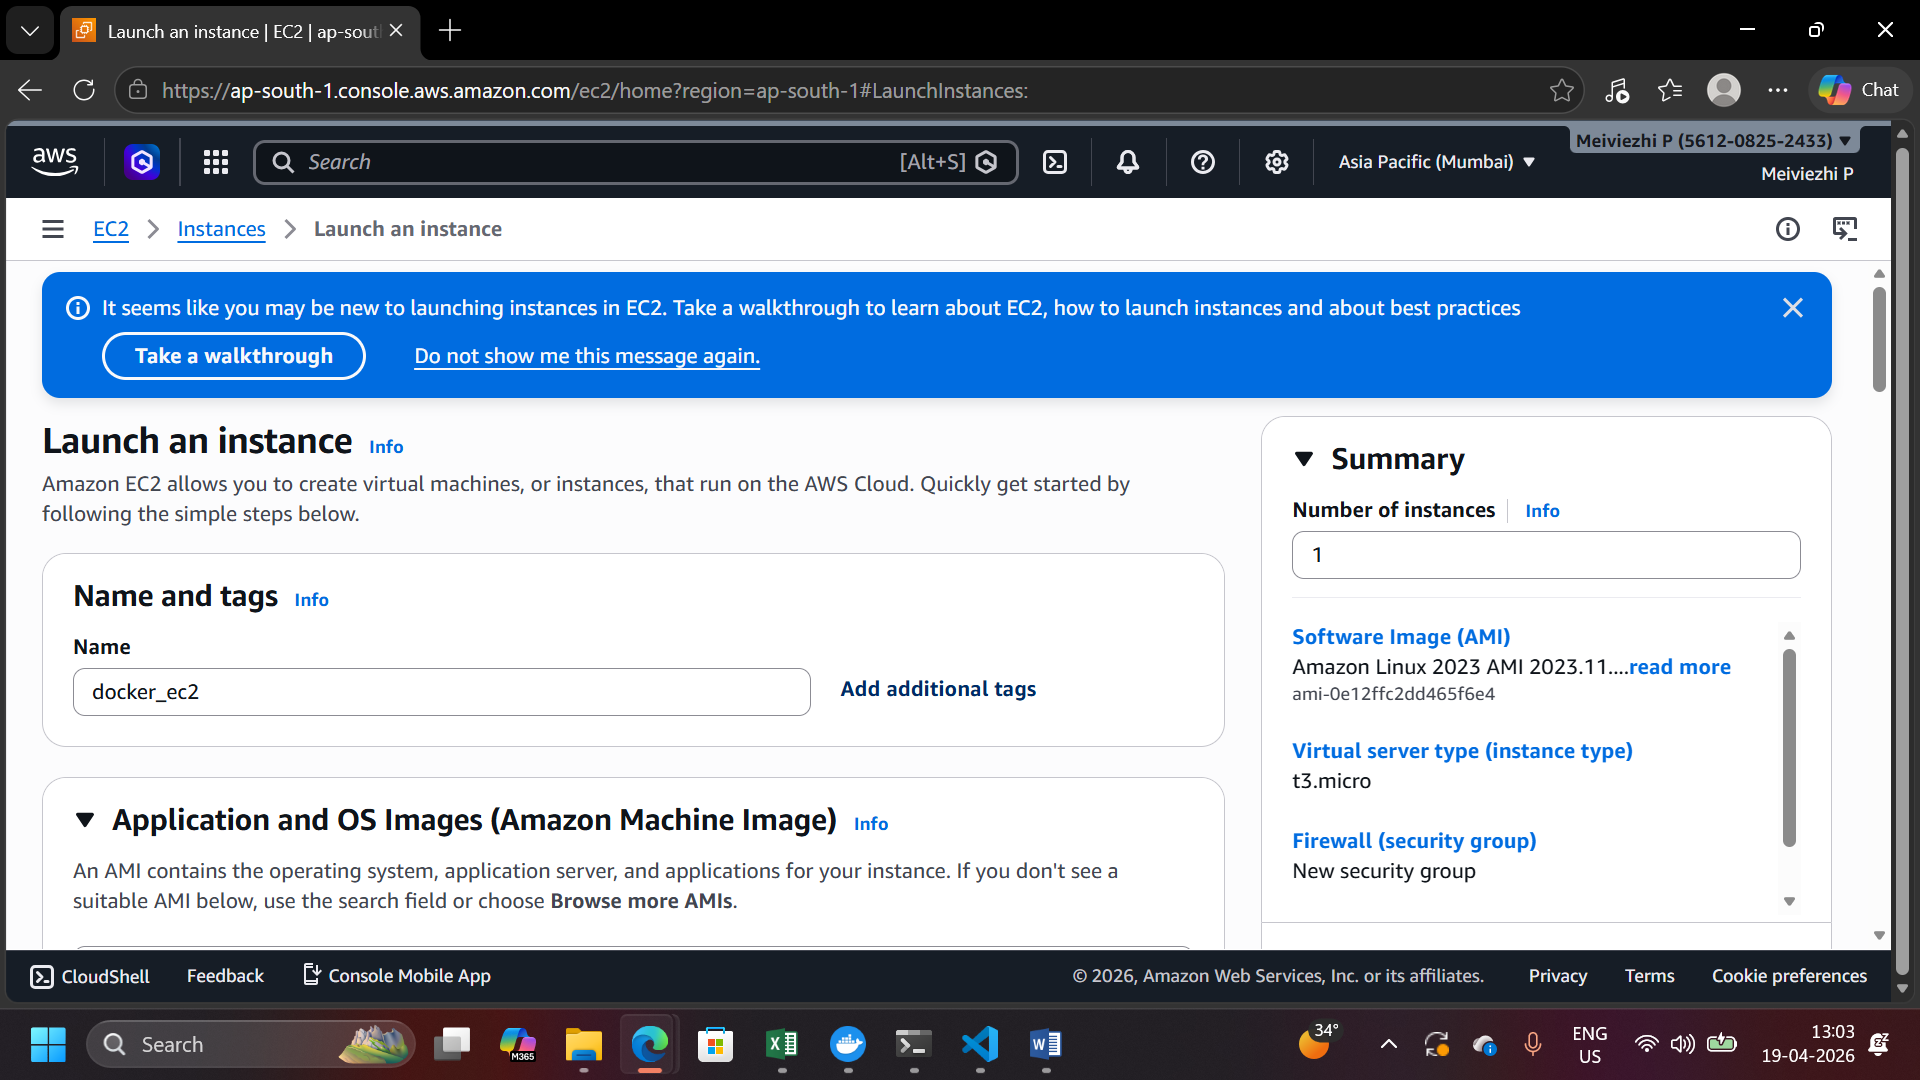 Launch an instance | EC2 | ap-sout
https://ap-south-1.console.aws.amazon.com/ec2/home?region=ap-south-1#LaunchInstances:
Chat
aws
Search
[Alt+S]
Asia Pacific (Mumbai)
Meiviezhi P (5612-0825-2433)
Meiviezhi P
EC2
Instances
Launch an instance
It seems like you may be new to launching instances in EC2. Take a walkthrough to learn about EC2, how to launch instances and about best practices
Take a walkthrough
Do not show me this message again.
Launch an instance Info
Amazon EC2 allows you to create virtual machines, or instances, that run on the AWS Cloud. Quickly get started by
following the simple steps below.
Name and tags Info
Name
docker_ec2
Add additional tags
Application and OS Images (Amazon Machine Image) Info
An AMI contains the operating system, application server, and applications for your instance. If you don't see a
suitable AMI below, use the search field or choose Browse more AMIs.
Summary
Number of instances Info
1
Software Image (AMI)
Amazon Linux 2023 AMI 2023.11....read more
ami-0e12ffc2dd465f6e4
Virtual server type (instance type)
t3.micro
Firewall (security group)
New security group
CloudShell
Feedback
Console Mobile App
© 2026, Amazon Web Services, Inc. or its affiliates.
Privacy
Terms
Cookie preferences
Search
M365
34°
ENG
US
13:03
19-04-2026